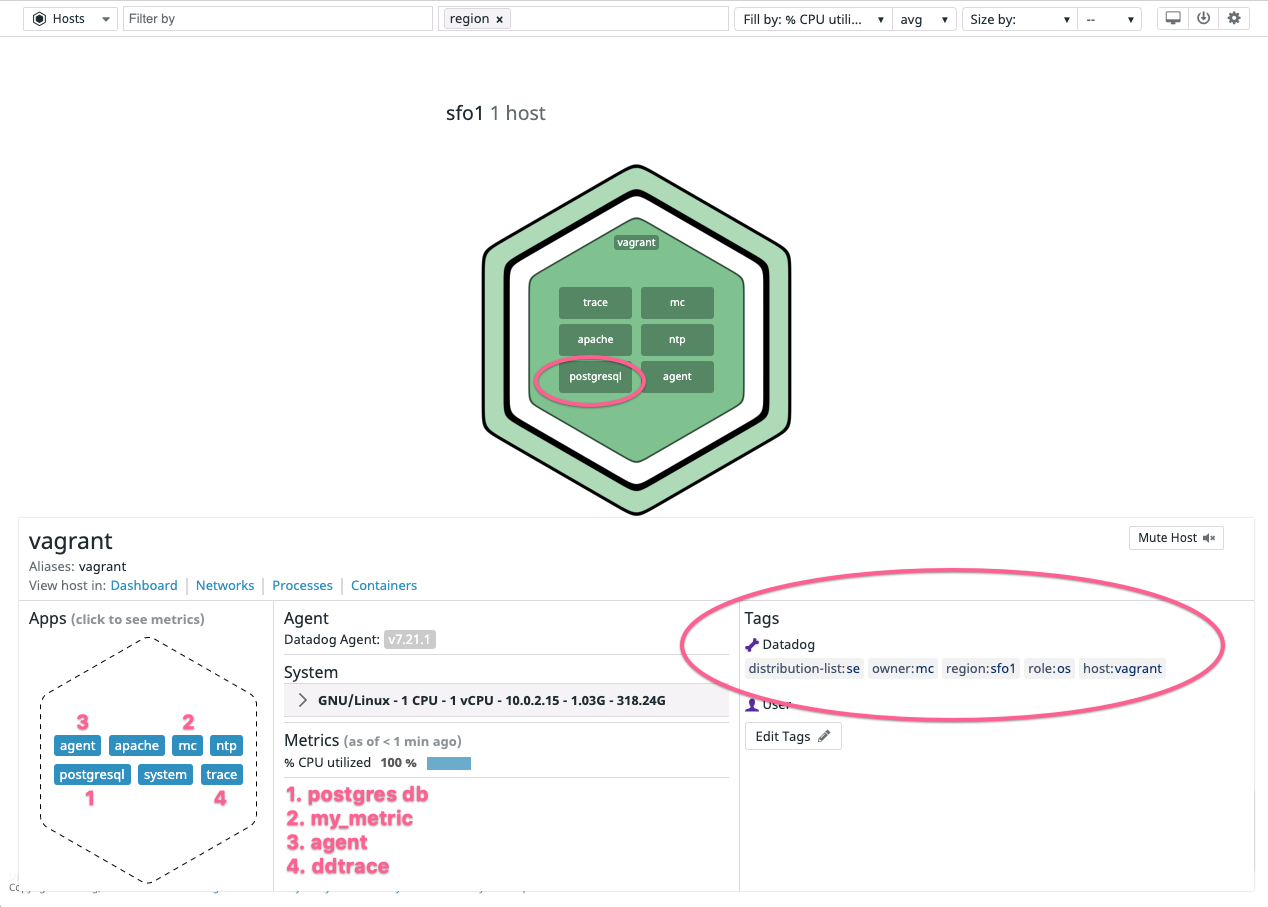 Hosts
Filter by
region ×
Fill by: % CPU utili...
avg
Size by:
--
sfo1 1 host
vagrant
trace mc
apache ntp
postgresql agent
vagrant
Mute Host
Aliases: vagrant
View host in: Dashboard | Networks | Processes | Containers
Apps (click to see metrics)
3 2
agent apache mc ntp
postgresql system trace
1 4
Agent
Datadog Agent: v7.21.1
System
GNU/Linux - 1 CPU - 1 vCPU - 10.0.2.15 - 1.03G - 318.24G
Metrics (as of < 1 min ago)
% CPU utilized 100 %
1. postgres db
2. my_metric
3. agent
4. ddtrace
Tags
Datadog
distribution-list:se owner:mc region:sfo1 role:os host:vagrant
User
Edit Tags